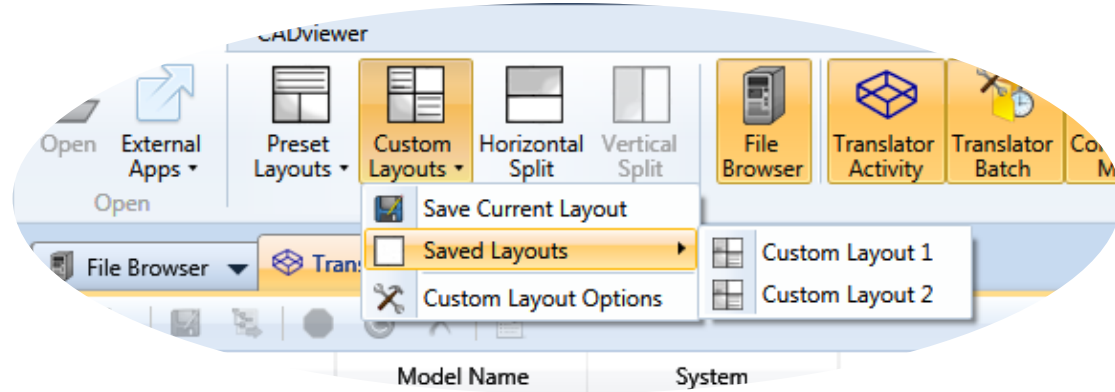 CADviewer
Open
External
Apps
Preset
Layouts
Custom
Layouts
Horizontal
Split
Vertical
Split
File
Browser
Translator
Activity
Translator
Batch
Open
Save Current Layout
Saved Layouts
Custom Layout 1
Custom Layout 2
Custom Layout Options
File Browser
Model Name
System